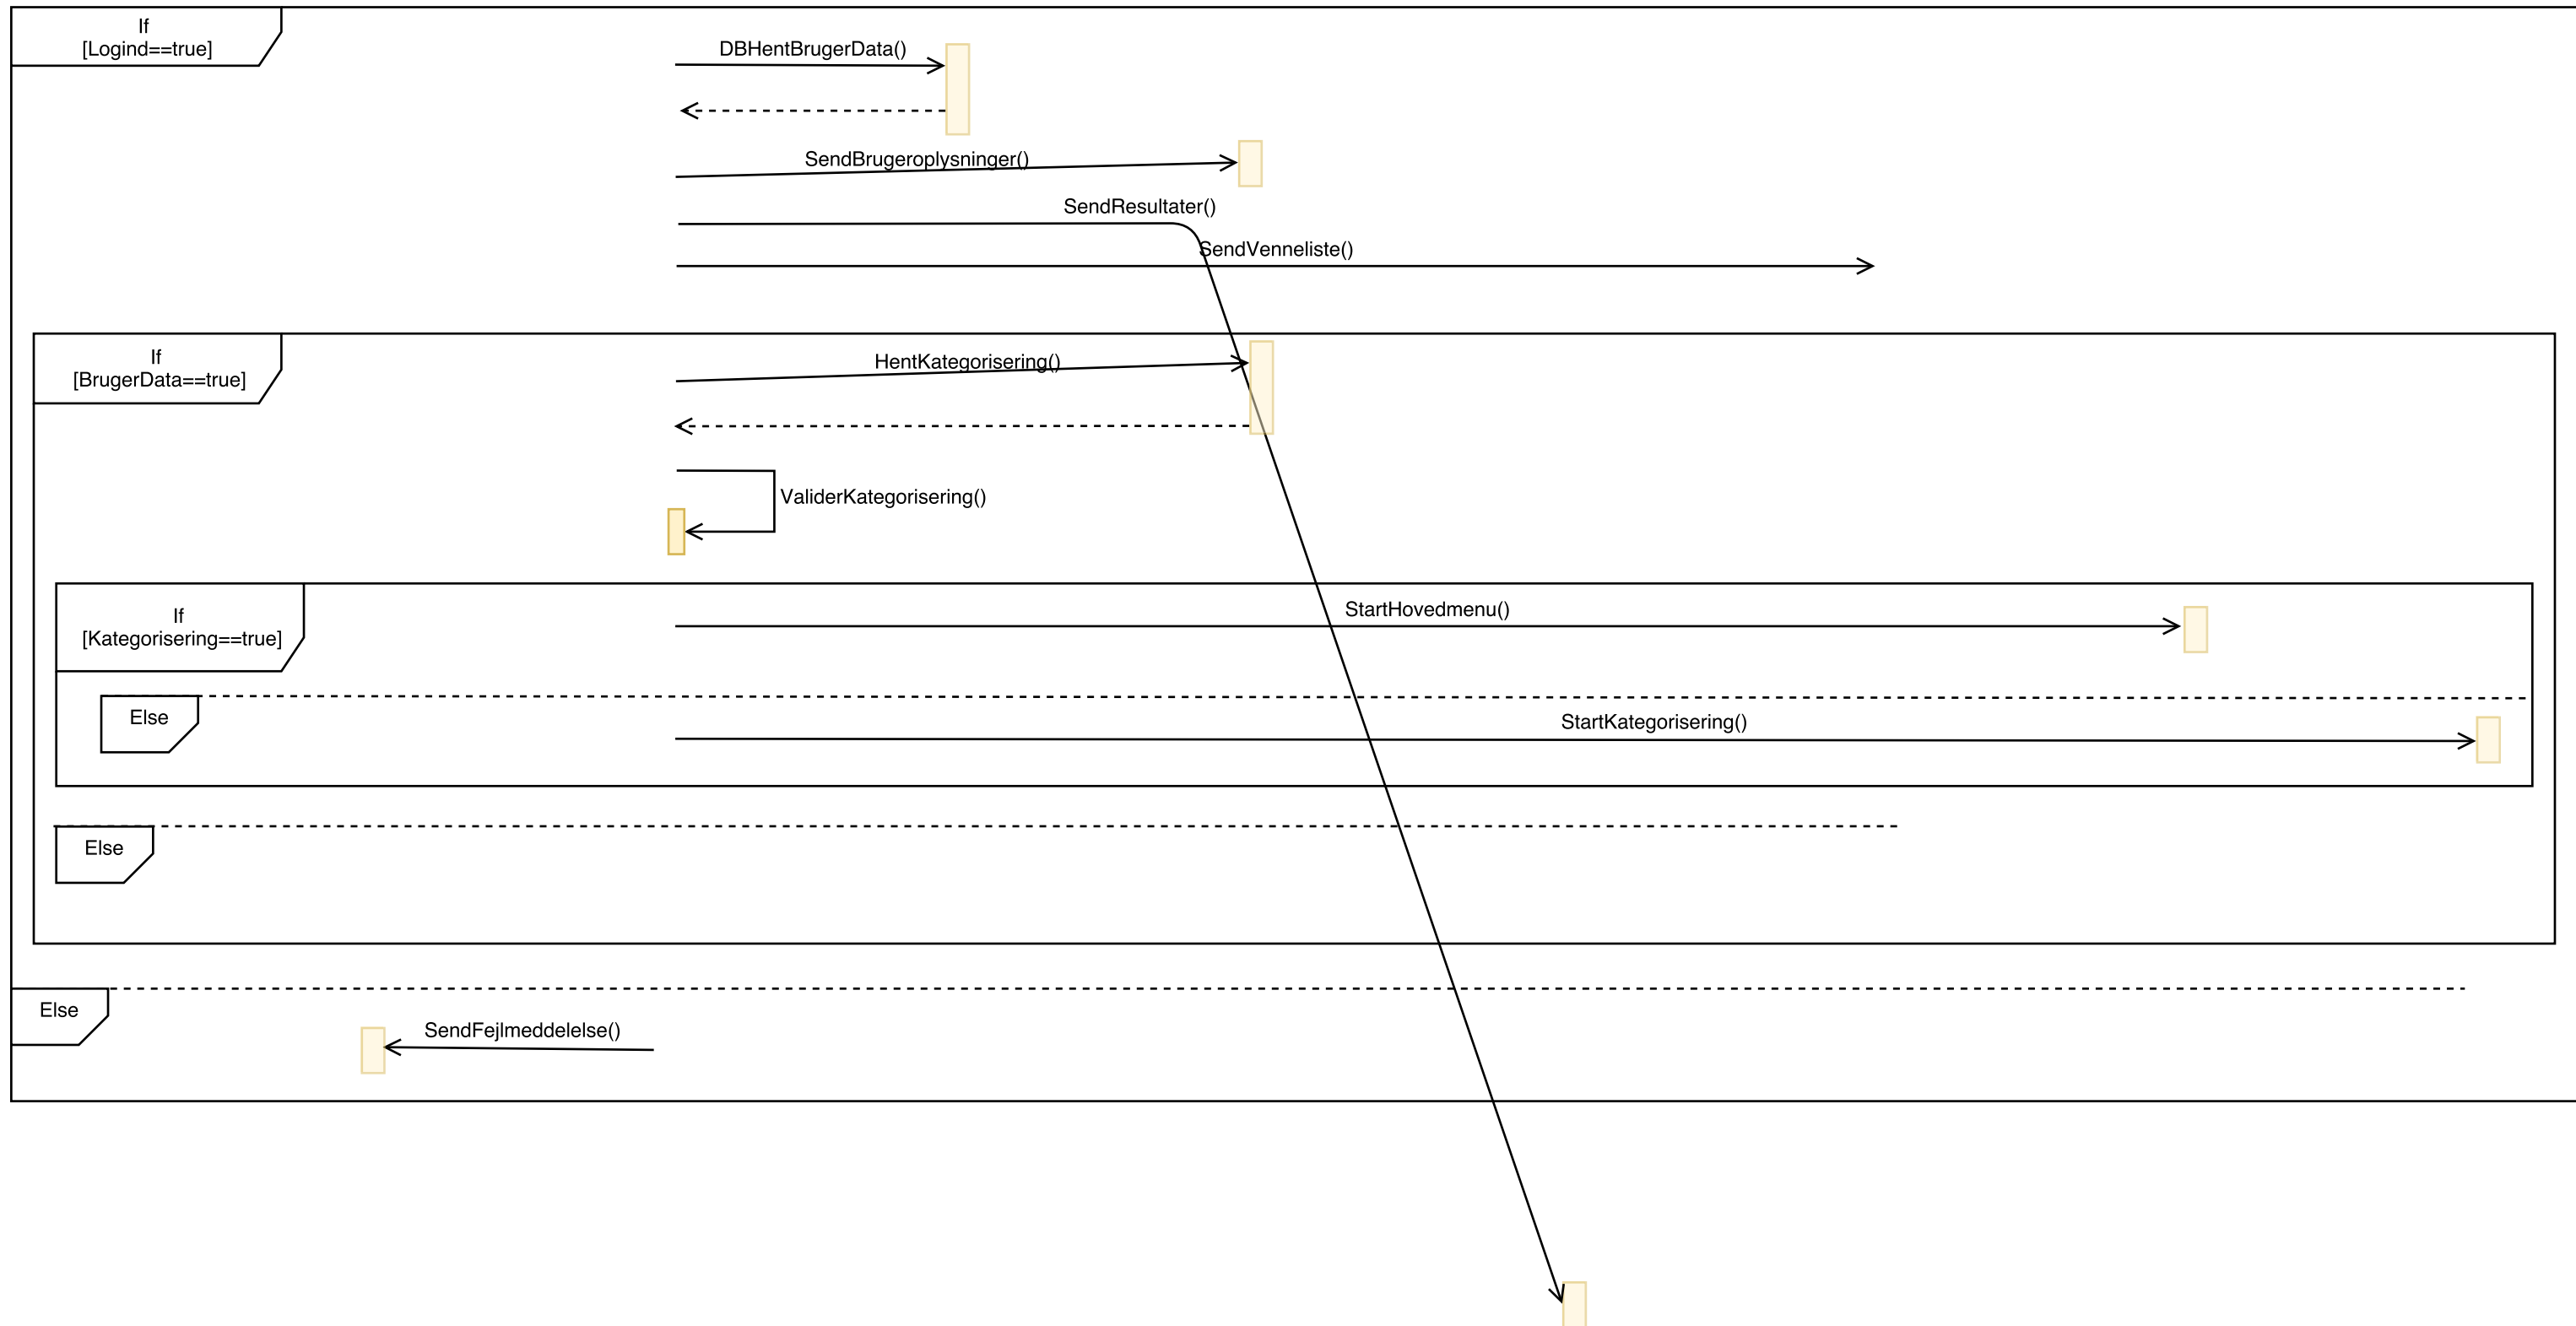 If
[Logind==true]
DBHentBrugerData()
SendBrugeroplysninger()
SendResultater()
SendVenneliste()
If
[BrugerData==true]
HentKategorisering()
ValiderKategorisering()
If
[Kategorisering==true]
StartHovedmenu()
Else
StartKategorisering()
Else
Else
SendFejlmeddelelse()